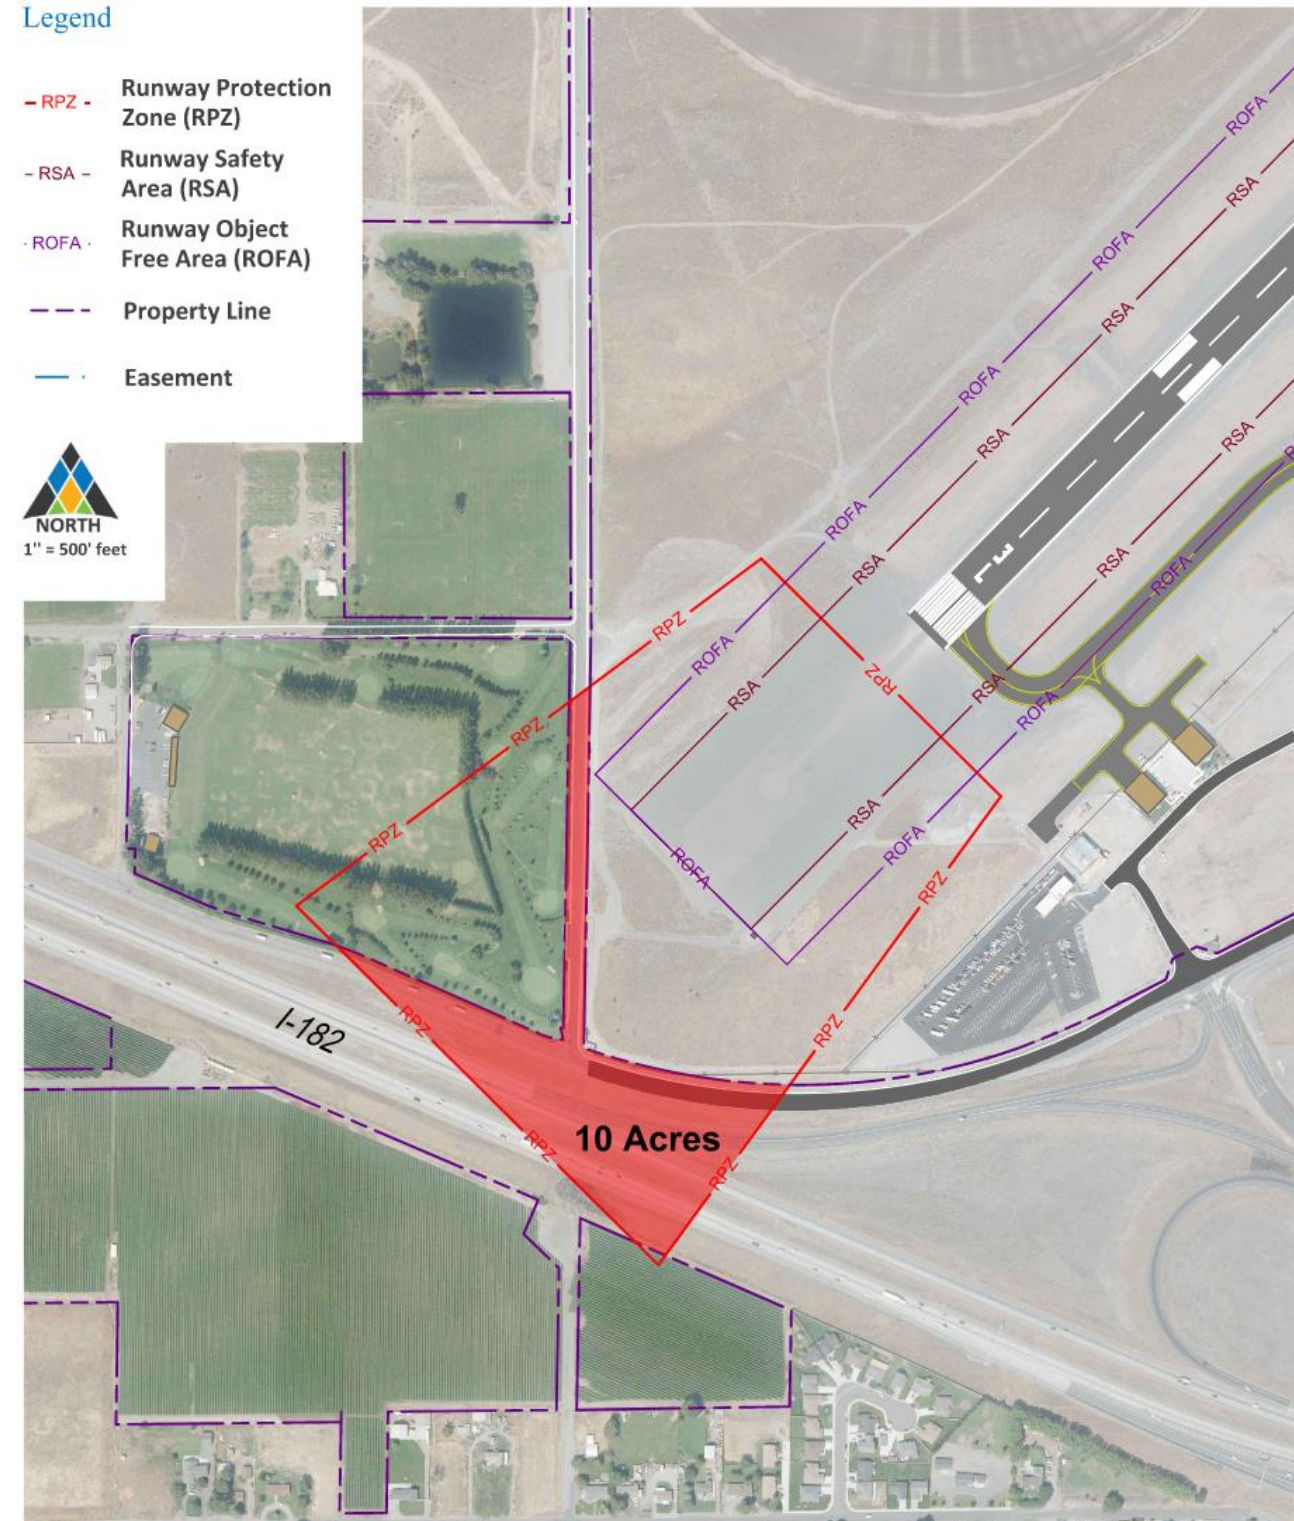 Legend
- RPZ -
Runway Protection
Zone (RPZ)
- RSA -
Runway Safety
Area (RSA)
· ROFA ·
Runway Object
Free Area (ROFA)
Property Line
Easement
NORTH
1" = 500' feet
ROFA
RSA
ROFA
RSA
ROFA
RSA
RSA
ROFA
RSA
RSA
ROFA
3L
RPZ
ROFA
RPZ
RSA
RSA
ROFA
RPZ
RPZ
RSA
ROFA
ROFA
RPZ
RPZ
I-182
RPZ
10 Acres
RPZ
RPZ